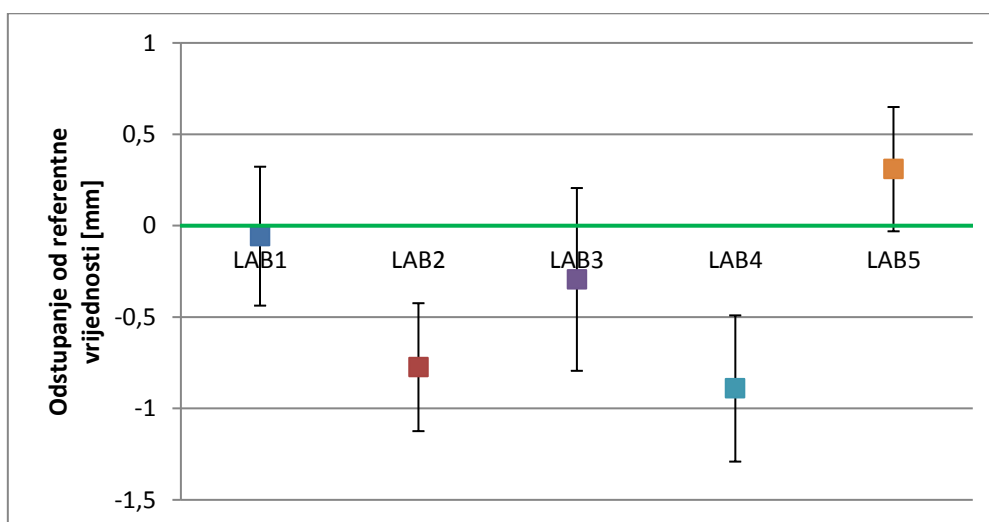 Odstupanje od referentne
vrijednosti [mm]
1
0,5
0
-0,5
-1
-1,5
LAB1
LAB2
LAB3
LAB4
LAB5